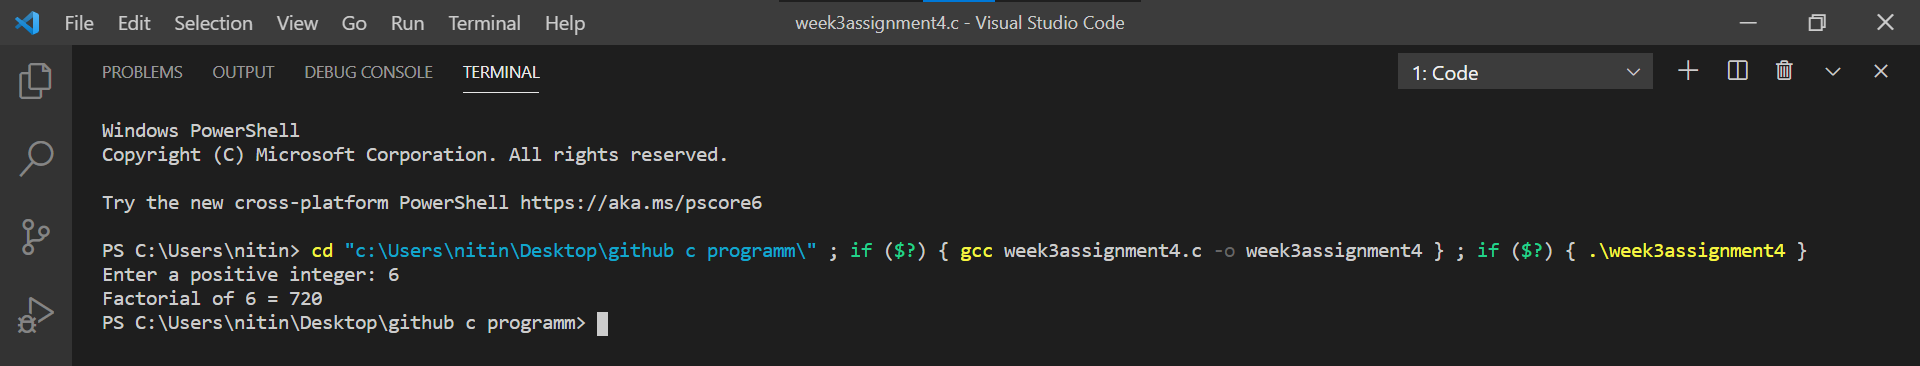 File Edit Selection View Go Run Terminal Help week3assignment4.c - Visual Studio Code
PROBLEMS OUTPUT DEBUG CONSOLE TERMINAL 1: Code
Windows PowerShell
Copyright (C) Microsoft Corporation. All rights reserved.
Try the new cross-platform PowerShell https://aka.ms/pscore6
PS C:\Users\nitin> cd "c:\Users\nitin\Desktop\github c programm\" ; if ($?) { gcc week3assignment4.c -o week3assignment4 } ; if ($?) { .\week3assignment4 }
Enter a positive integer: 6
Factorial of 6 = 720
PS C:\Users\nitin\Desktop\github c programm>